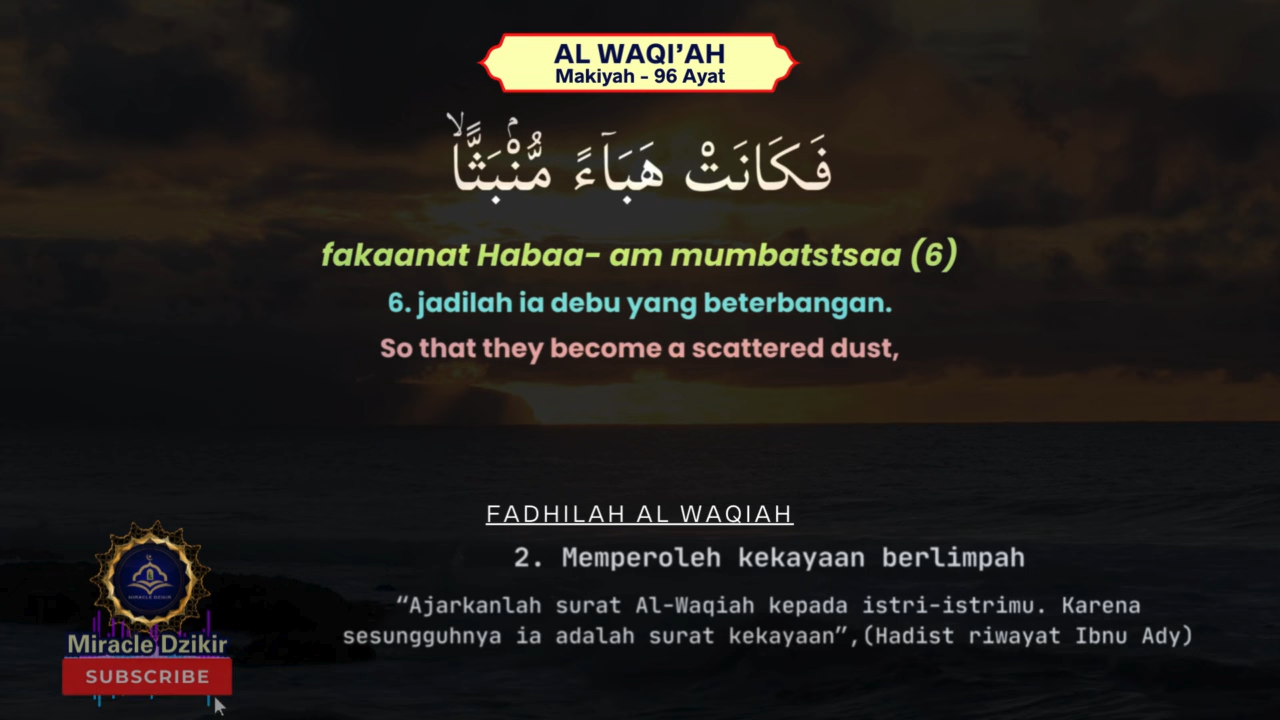 AL WAQI’AH
Makiyah - 96 Ayat
فَكَانَتْ هَبَاۤءً مُّنْۢبَثًّاۙ
fakaanat Habaa- am mumbatstsaa (6)
6. jadilah ia debu yang beterbangan.
So that they become a scattered dust,
FADHILAH AL WAQIAH
2. Memperoleh kekayaan berlimpah
“Ajarkanlah surat Al-Waqiah kepada istri-istrimu. Karena
sesungguhnya ia adalah surat kekayaan”,(Hadist riwayat Ibnu Ady)
MIRACLE DZIKIR
Miracle Dzikir
SUBSCRIBE